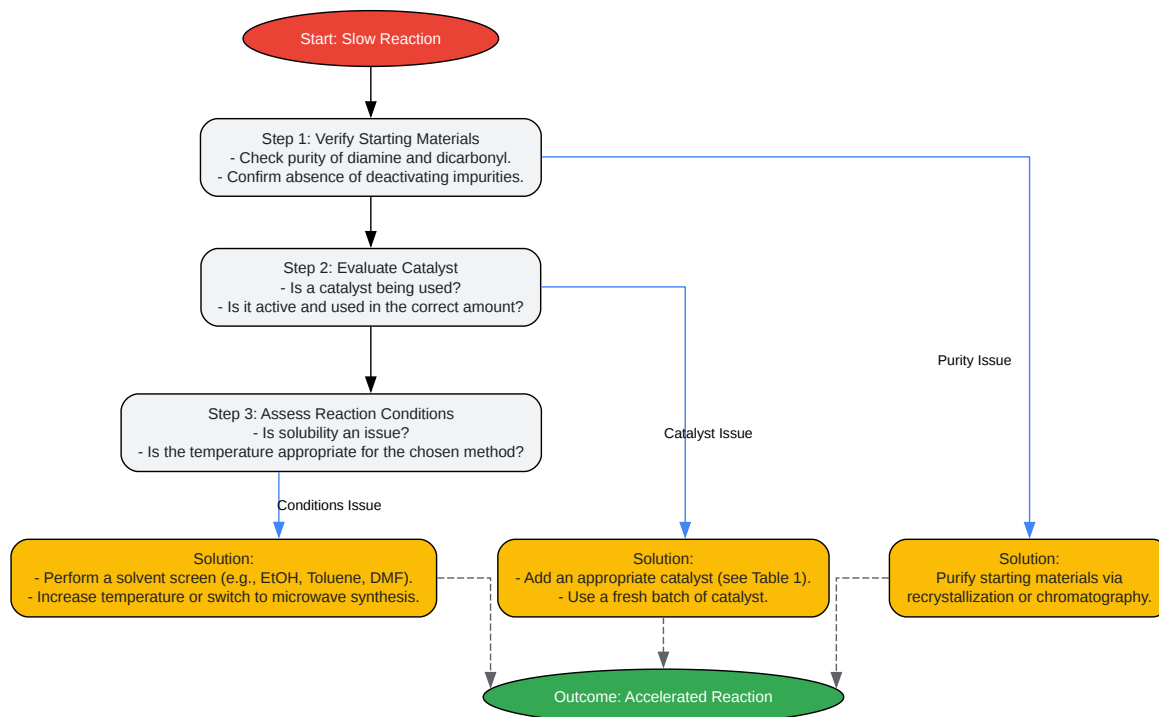 Start: Slow Reaction
Step 1: Verify Starting Materials
- Check purity of diamine and dicarbonyl.
- Confirm absence of deactivating impurities.
Step 2: Evaluate Catalyst
- Is a catalyst being used?
- Is it active and used in the correct amount?
Purity Issue
Step 3: Assess Reaction Conditions
- Is solubility an issue?
- Is the temperature appropriate for the chosen method?
Catalyst Issue
Conditions Issue
Solution:
- Perform a solvent screen (e.g., EtOH, Toluene, DMF).
- Increase temperature or switch to microwave synthesis.
Solution:
- Add an appropriate catalyst (see Table 1).
- Use a fresh batch of catalyst.
Solution:
Purify starting materials via
recrystallization or chromatography.
Outcome: Accelerated Reaction